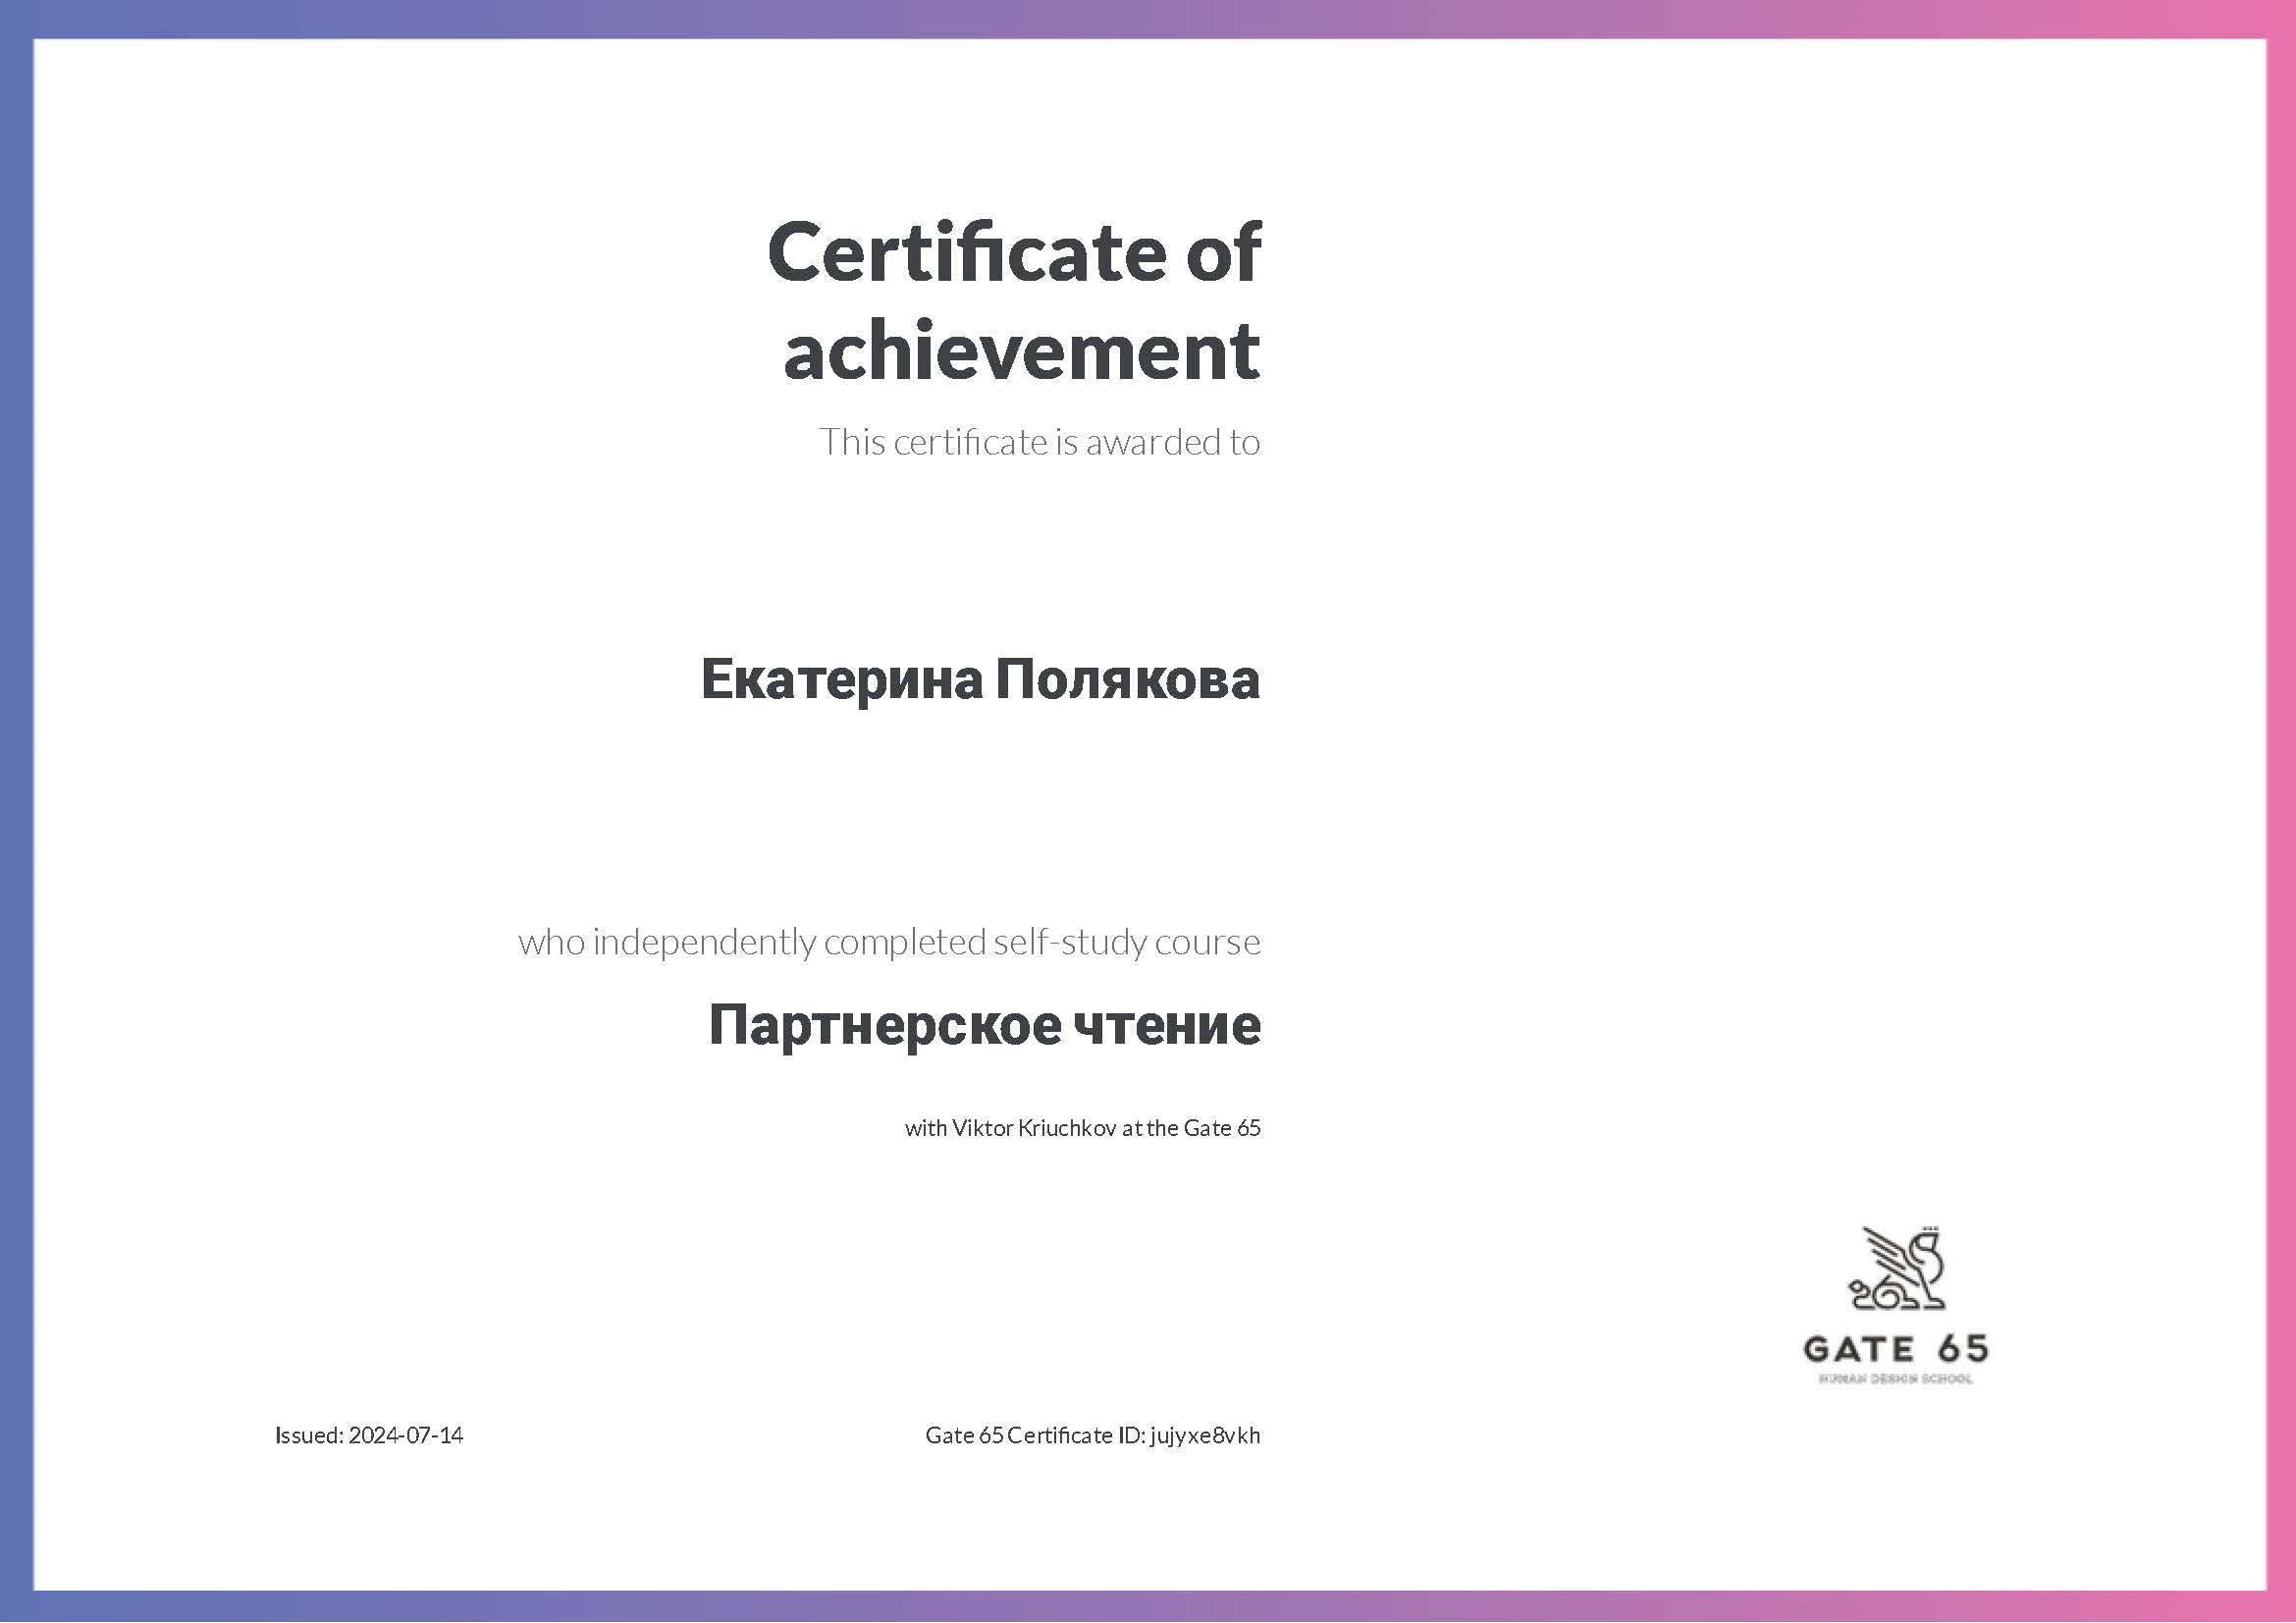 Certificate of
achievement
This certificate is awarded to
Екатерина Полякова
who independently completed self-study course
Партнерское чтение
with Viktor Kriuchkov at the Gate 65
GATE 65
HUMAN DESIGN SCHOOL
Issued: 2024-07-14
Gate 65 Certificate ID: jujyxe8vkh